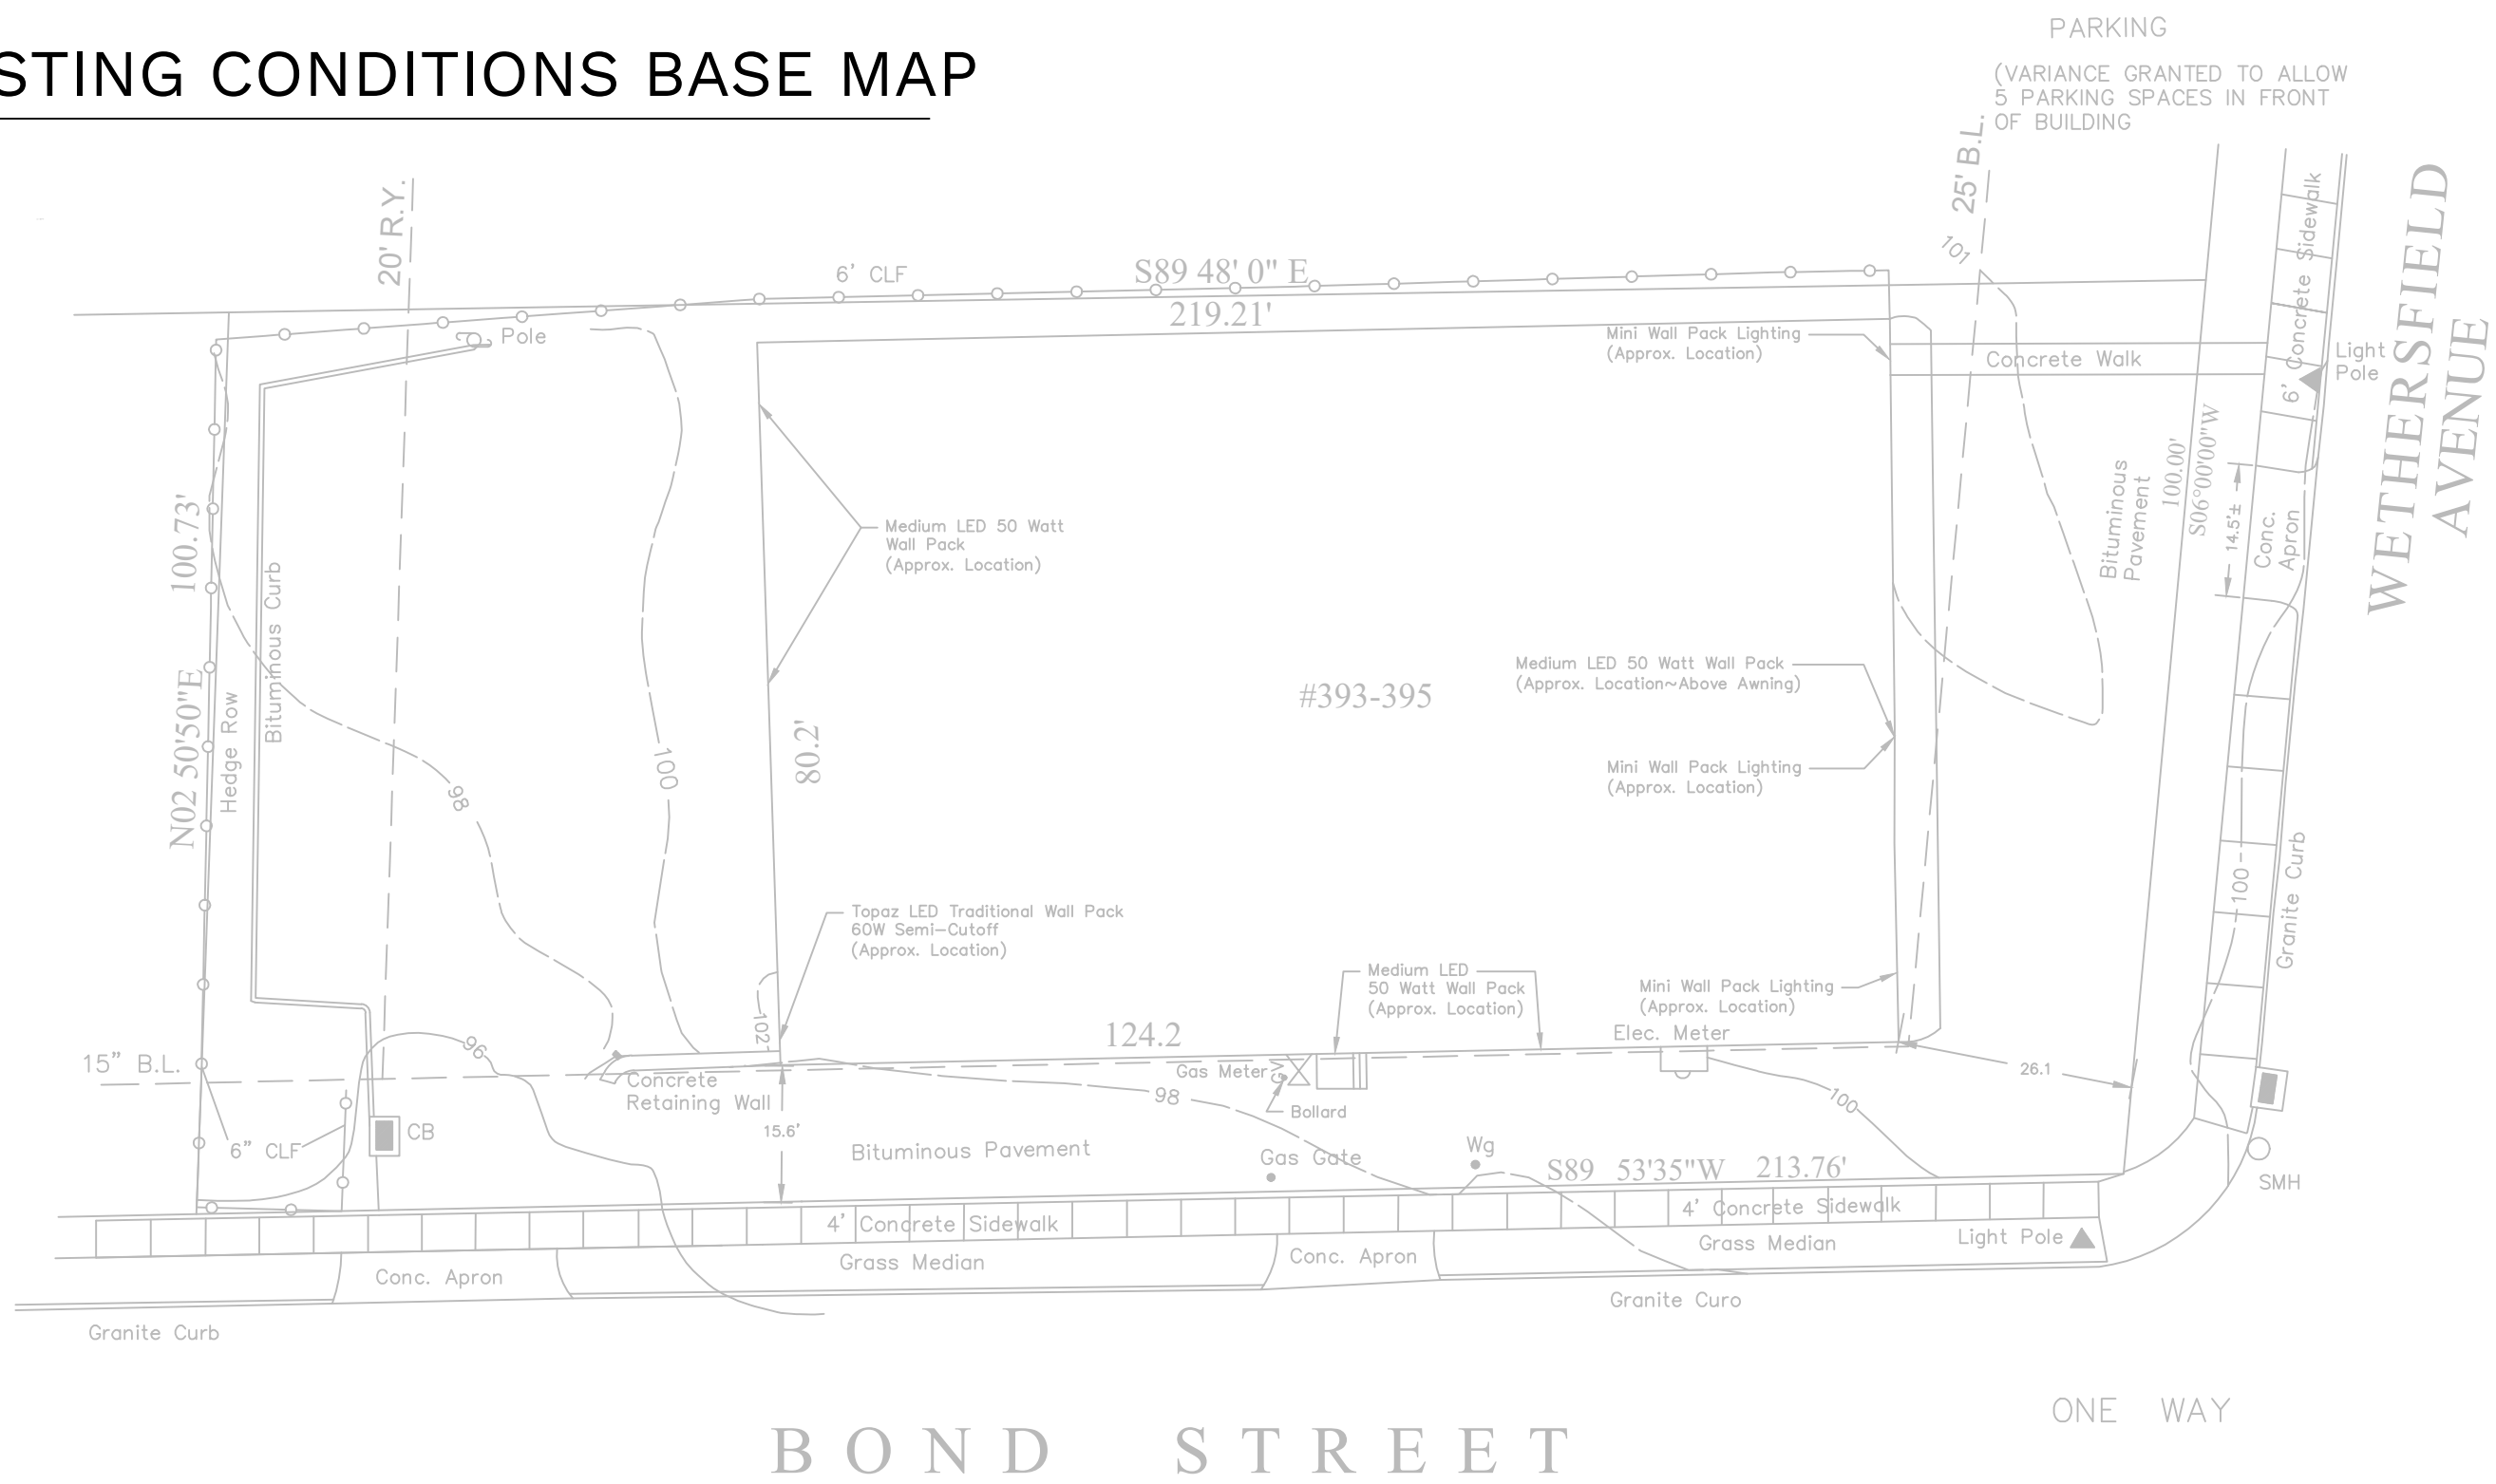 STING CONDITIONS BASE MAP
PARKING
(VARIANCE GRANTED TO ALLOW
5 PARKING SPACES IN FRONT
OF BUILDING
20' R.Y.
25' B.L.
101
6' CLF
S89 48' 0" E
219.21'
Pole
Mini Wall Pack Lighting
(Approx. Location)
Concrete Walk
6' Concrete Sidewalk
Light
Pole
WETHERSFIELD
AVENUE
100.73'
N02 50'50"E
Hedge Row
Bituminous Curb
98
100
Medium LED 50 Watt
Wall Pack
(Approx. Location)
80.2'
#393-395
Medium LED 50 Watt Wall Pack
(Approx. Location~Above Awning)
Mini Wall Pack Lighting
(Approx. Location)
Bituminous
Pavement
100.00'
S06°00'00"W
14.5'±
Conc.
Apron
100
Granite Curb
Topaz LED Traditional Wall Pack
60W Semi-Cutoff
(Approx. Location)
102
124.2
Medium LED
50 Watt Wall Pack
(Approx. Location)
Mini Wall Pack Lighting
(Approx. Location)
Elec. Meter
96
15" B.L.
Concrete
Retaining Wall
15.6'
98
Gas Meter
Bollard
100
26.1
6" CLF
CB
Bituminous Pavement
Gas Gate
Wg
S89 53'35"W 213.76'
SMH
4' Concrete Sidewalk
4' Concrete Sidewalk
Conc. Apron
Grass Median
Conc. Apron
Grass Median
Light Pole
Granite Curb
Granite Curo
ONE WAY
BOND STREET